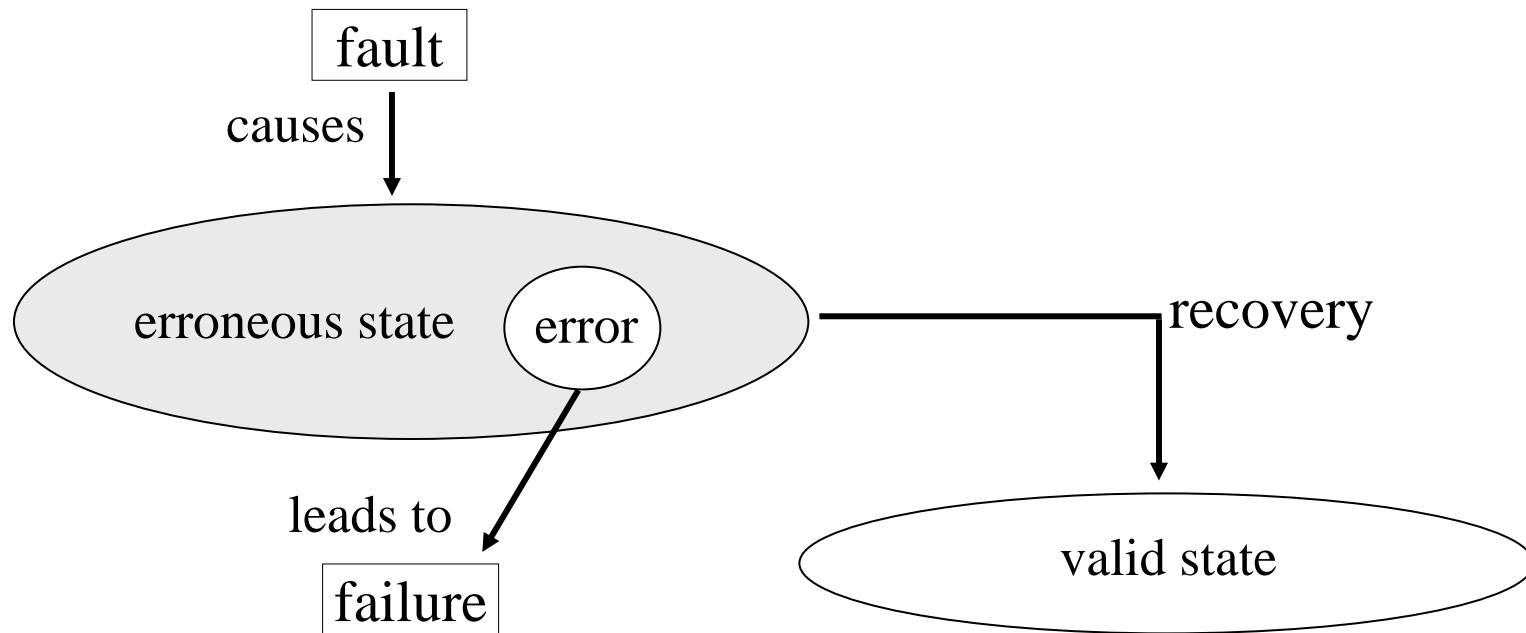 fault
causes
erroneous state
error
recovery
leads to
valid state
failure